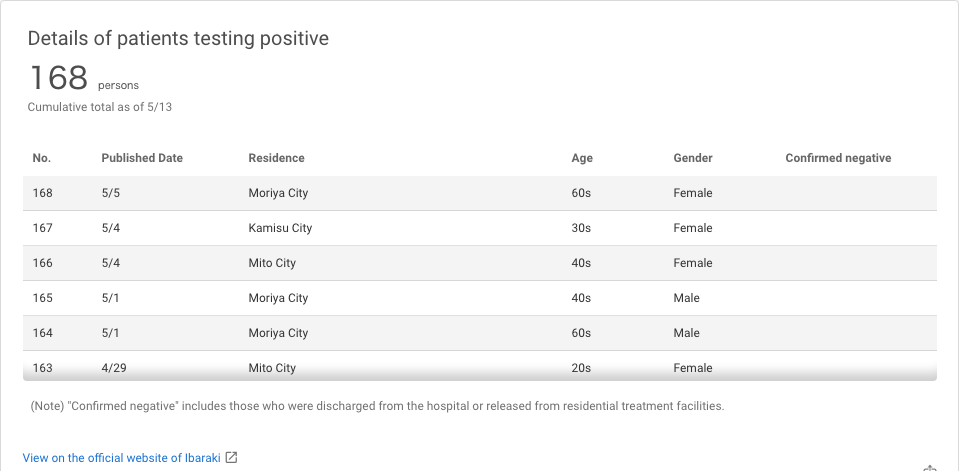 Details of patients testing positive
168 persons
Cumulative total as of 5/13
No. Published Date Residence Age Gender Confirmed negative
168 5/5 Moriya City 60s Female
167 5/4 Kamisu City 30s Female
166 5/4 Mito City 40s Female
165 5/1 Moriya City 40s Male
164 5/1 Moriya City 60s Male
163 4/29 Mito City 20s Female
(Note) "Confirmed negative" includes those who were discharged from the hospital or released from residential treatment facilities.
View on the official website of Ibaraki